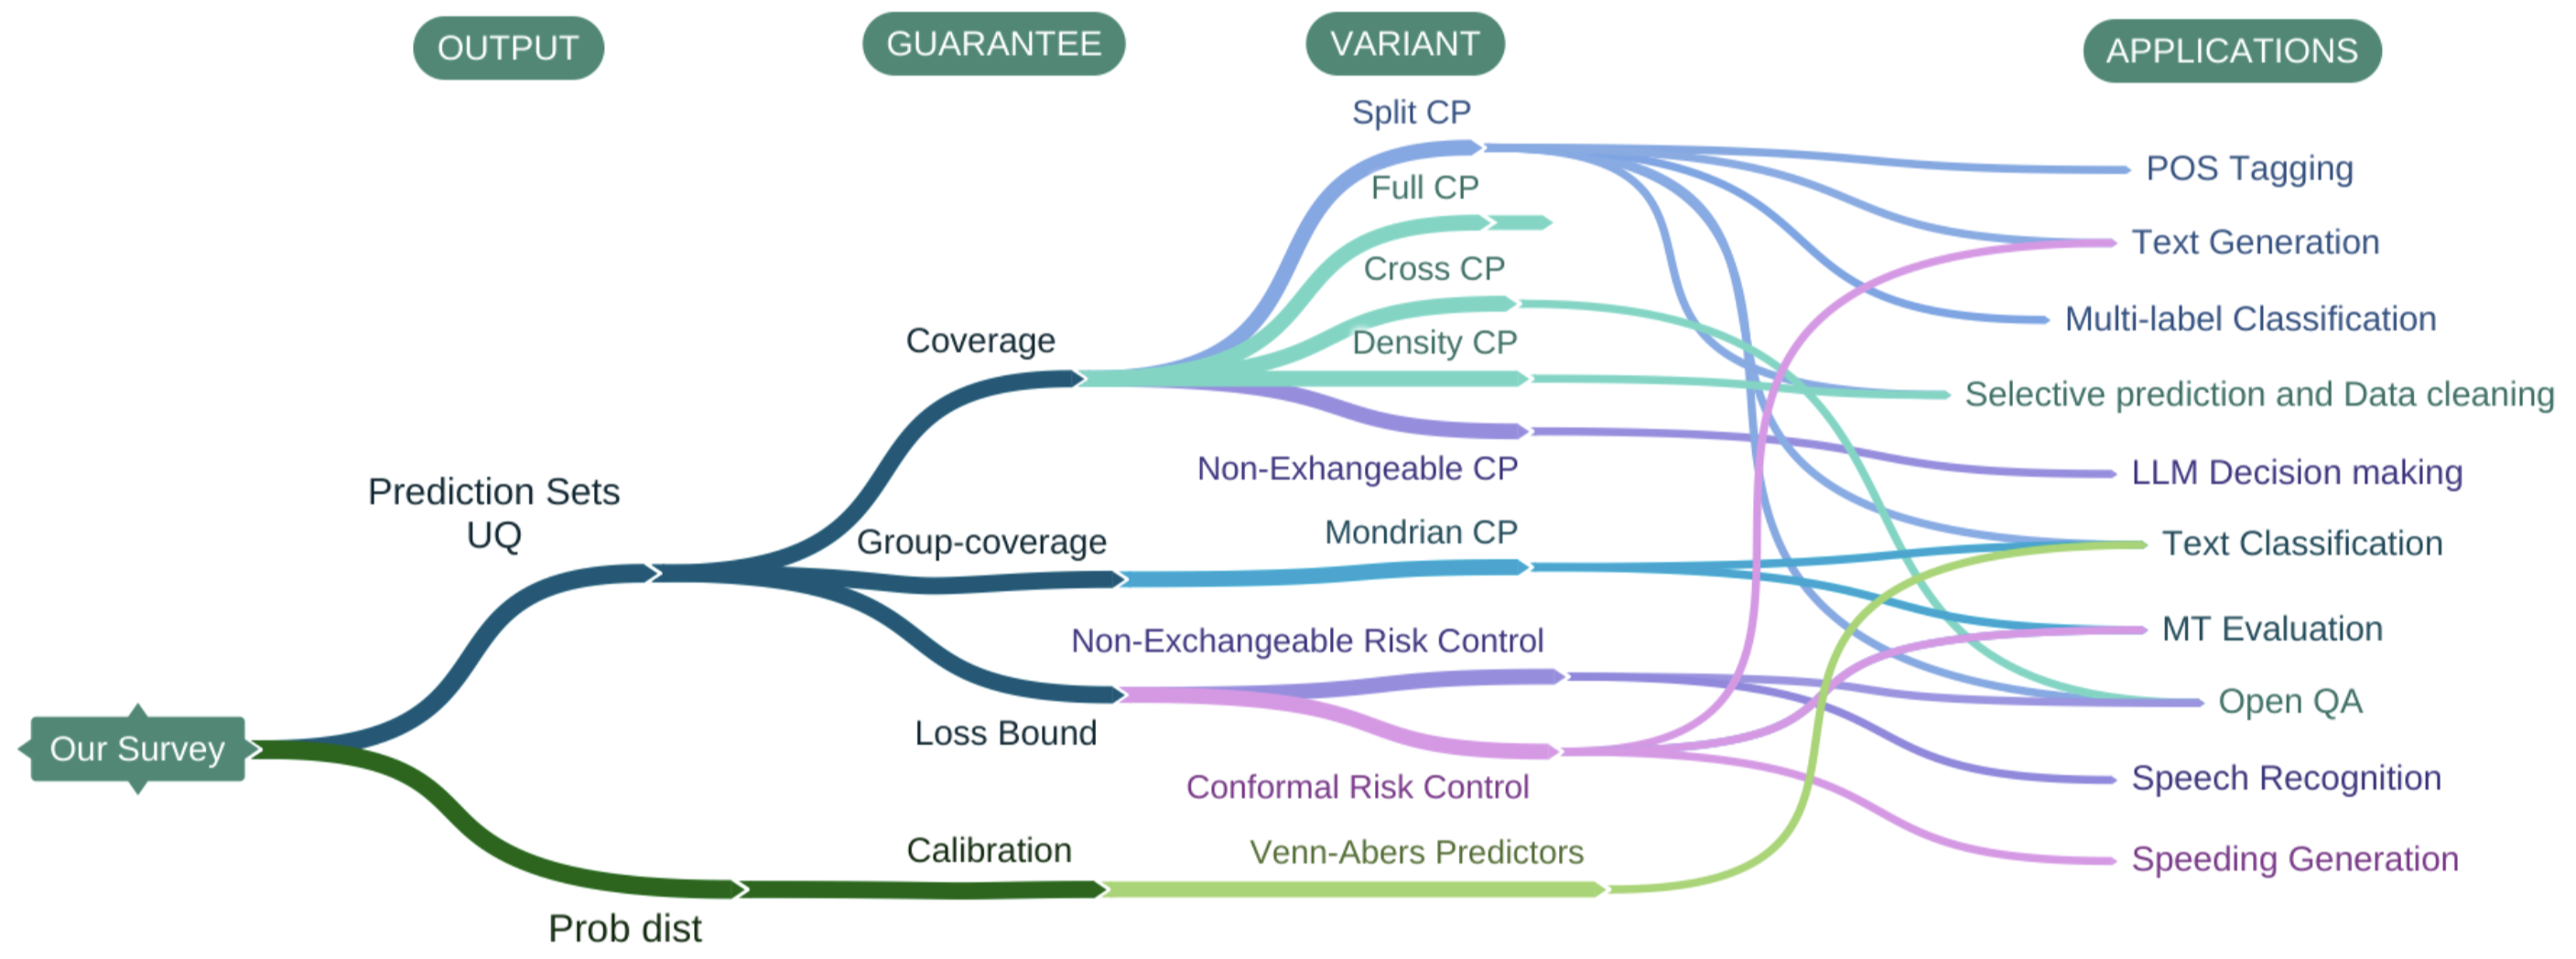 OUTPUT
GUARANTEE
VARIANT
APPLICATIONS
Our Survey
Prediction Sets
UQ
Prob dist
Coverage
Group-coverage
Loss Bound
Calibration
Split CP
Full CP
Cross CP
Density CP
Non-Exhangeable CP
Mondrian CP
Non-Exchangeable Risk Control
Conformal Risk Control
Venn-Abers Predictors
POS Tagging
Text Generation
Multi-label Classification
Selective prediction and Data cleaning
LLM Decision making
Text Classification
MT Evaluation
Open QA
Speech Recognition
Speeding Generation